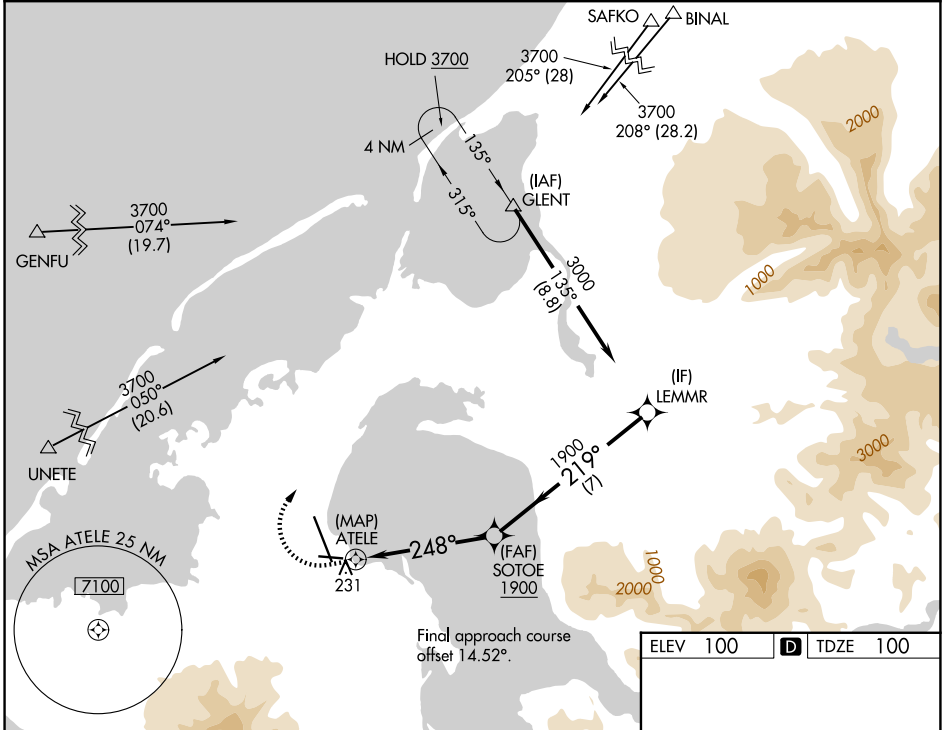 SAFKO
BINAL
HOLD 3700
3700
205° (28)
3700
208° (28.2)
2000
4 NM
135°
315°
(IAF)
GLENT
3700
074°
(19.7)
GENFU
3000
135°
(8.8)
1000
3700
050°
(20.6)
UNETE
(IF)
LEMMR
1900
219°
(7)
3000
(MAP)
ATELE
248°
(FAF)
SOTOE
1900
231
MSA ATELE 25 NM
7100
1000
2000
Final approach course
offset 14.52°.
ELEV 100 D TDZE 100